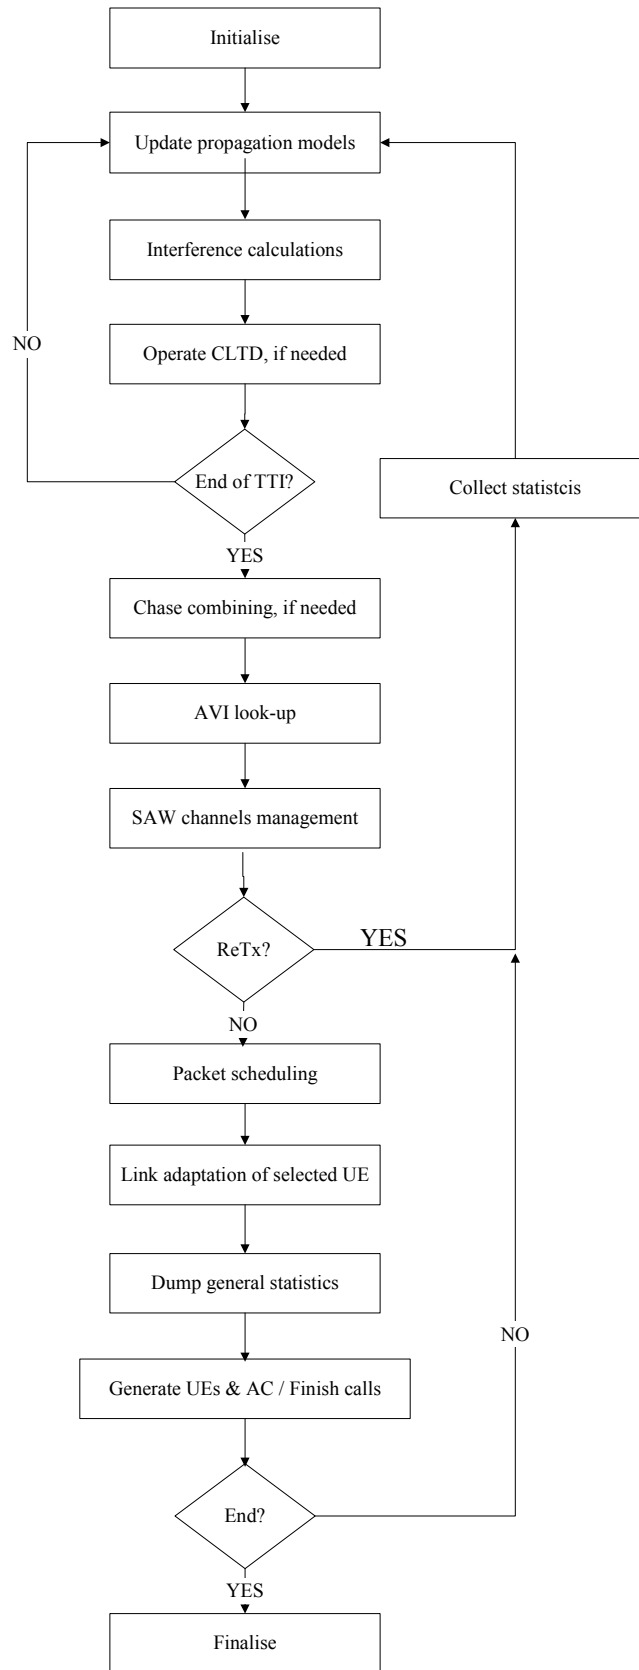 Initialise
Update propagation models
Interference calculations
NO
Operate CLTD, if needed
End of TTI?
Collect statistcis
YES
Chase combining, if needed
AVI look-up
SAW channels management
ReTx?
YES
NO
Packet scheduling
Link adaptation of selected UE
Dump general statistics
NO
Generate UEs & AC / Finish calls
End?
YES
Finalise